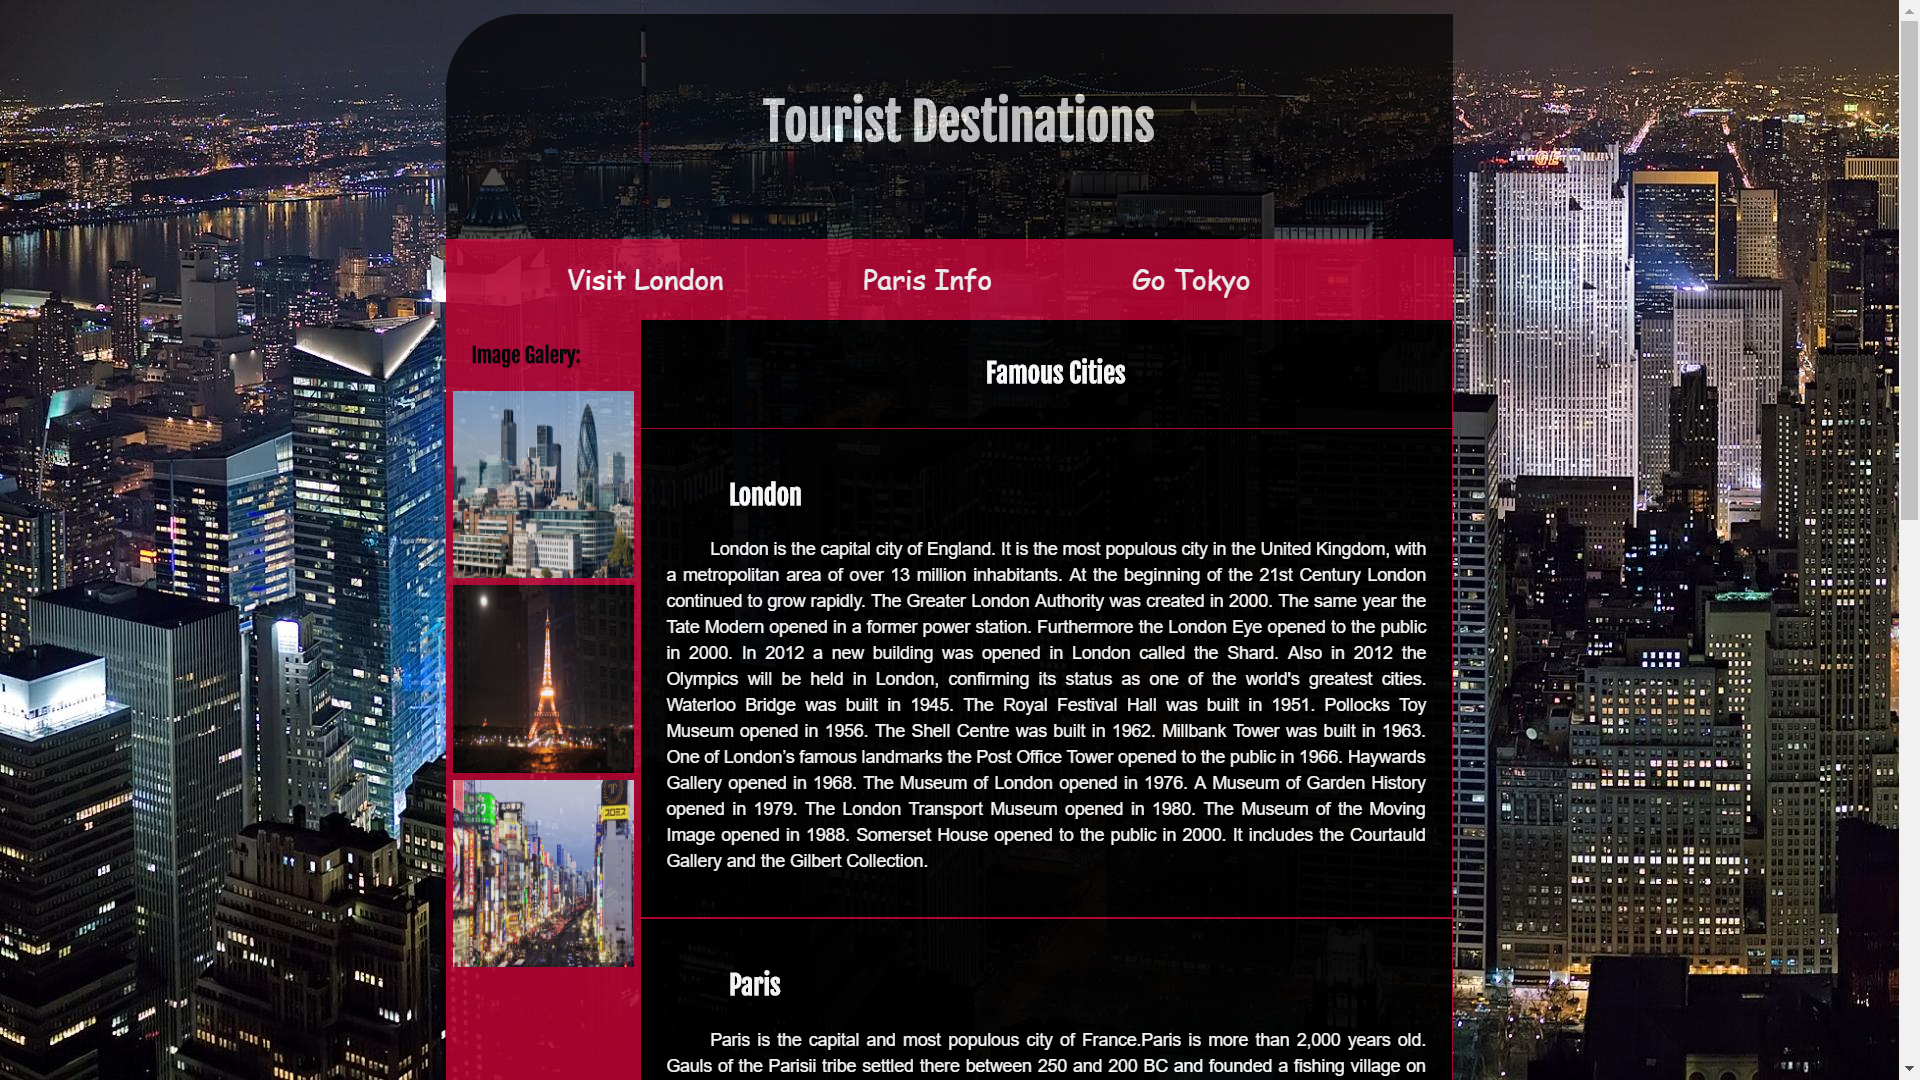 Tourist Destinations
Visit London
Paris Info
Go Tokyo
Image Galery:
Famous Cities
London
London is the capital city of England. It is the most populous city in the United Kingdom, with
a metropolitan area of over 13 million inhabitants. At the beginning of the 21st Century London
continued to grow rapidly. The Greater London Authority was created in 2000. The same year the
Tate Modern opened in a former power station. Furthermore the London Eye opened to the public
in 2000. In 2012 a new building was opened in London called the Shard. Also in 2012 the
Olympics will be held in London, confirming its status as one of the world's greatest cities.
Waterloo Bridge was built in 1945. The Royal Festival Hall was built in 1951. Pollocks Toy
Museum opened in 1956. The Shell Centre was built in 1962. Millbank Tower was built in 1963.
One of London’s famous landmarks the Post Office Tower opened to the public in 1966. Haywards
Gallery opened in 1968. The Museum of London opened in 1976. A Museum of Garden History
opened in 1979. The London Transport Museum opened in 1980. The Museum of the Moving
Image opened in 1988. Somerset House opened to the public in 2000. It includes the Courtauld
Gallery and the Gilbert Collection.
Paris
Paris is the capital and most populous city of France.Paris is more than 2,000 years old.
Gauls of the Parisii tribe settled there between 250 and 200 BC and founded a fishing village on
GE